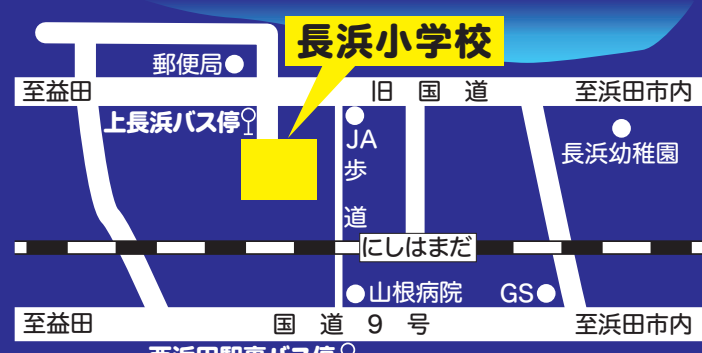 長浜小学校
郵便局
至益田
旧国道
至浜田市内
上長浜バス停
JA
長浜幼稚園
歩道
にしはまだ
山根病院
GS
至益田
国道9号
至浜田市内